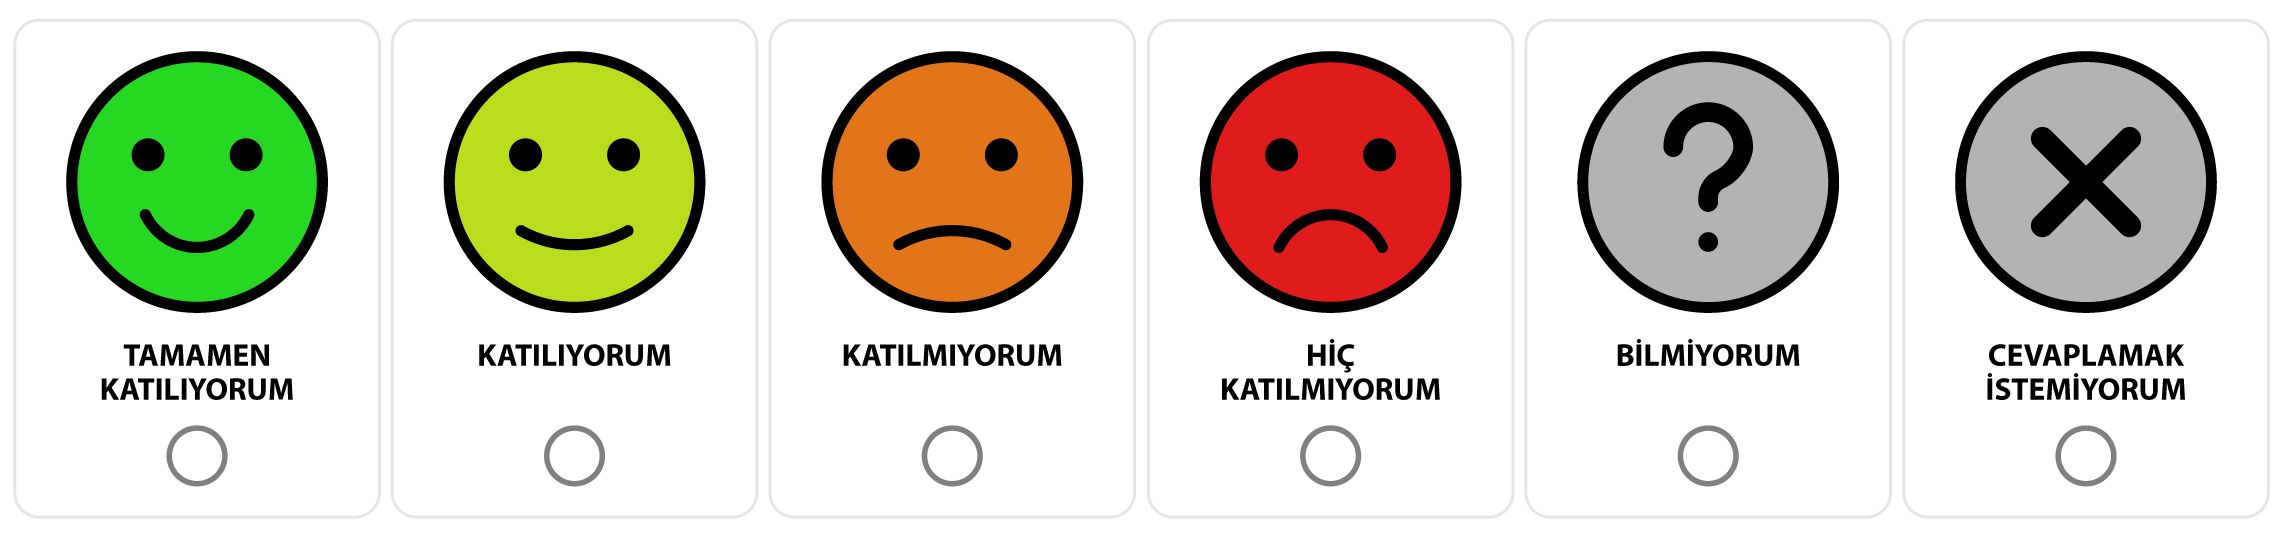 TAMAMEN
KATILIYORUM
KATILIYORUM
KATILMIYORUM
HİÇ
KATILMIYORUM
BİLMİYORUM
CEVAPLAMAK
İSTEMİYORUM